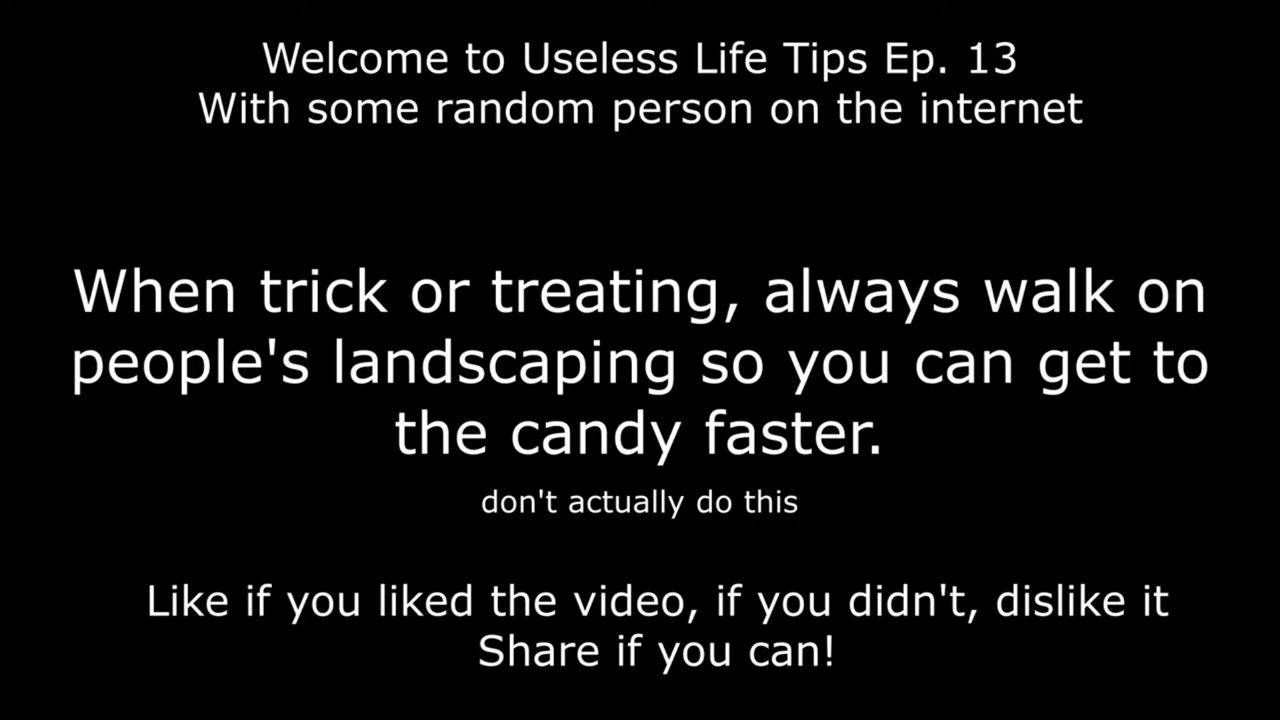 Welcome to Useless Life Tips Ep. 13
With some random person on the internet
When trick or treating, always walk on
people's landscaping so you can get to
the candy faster.
don't actually do this
Like if you liked the video, if you didn't, dislike it
Share if you can!